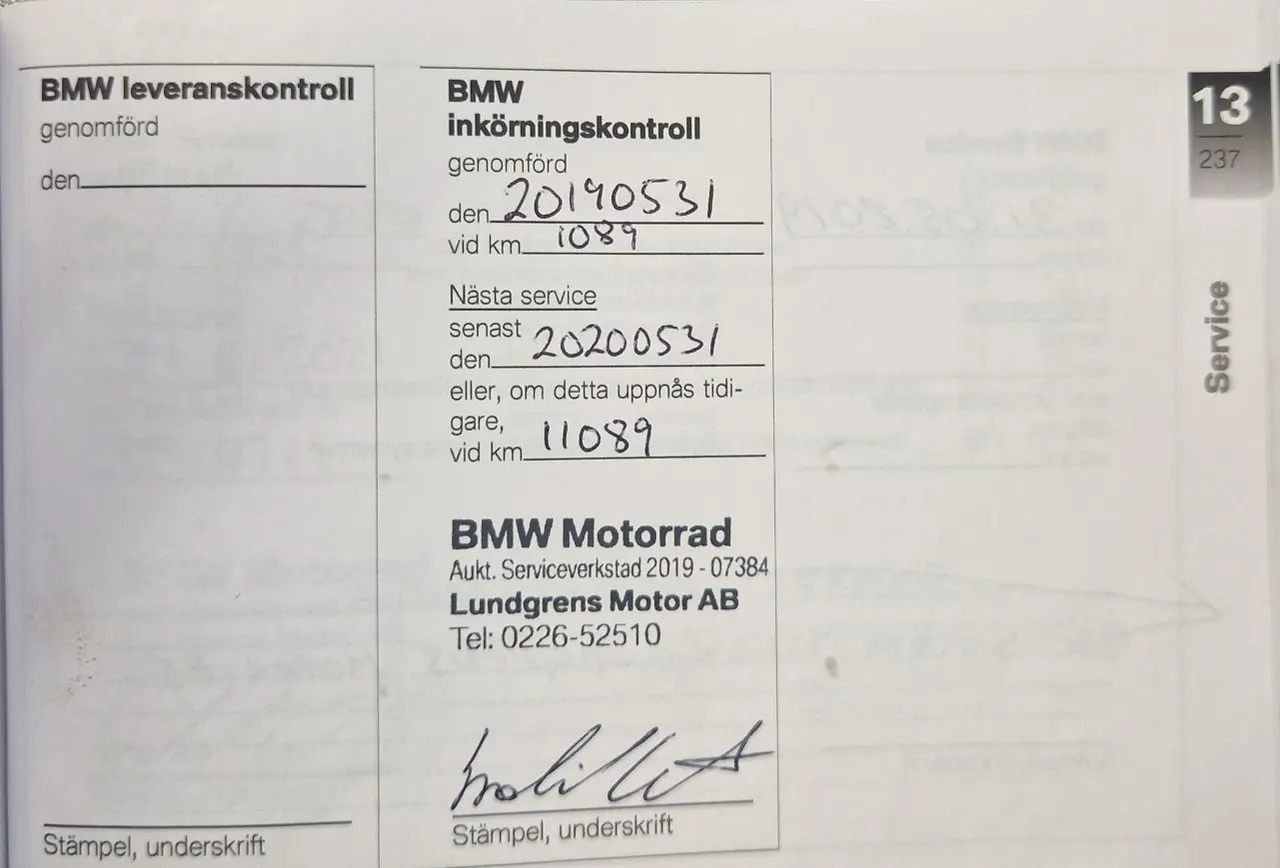 BMW leveranskontroll
genomförd
den
Stämpel, underskrift
BMW
inkörningskontroll
genomförd
den 20190531
vid km 1089
Nästa service
senast
den 20200531
eller, om detta uppnås tidi-
gare,
vid km 11089
BMW Motorrad
Aukt. Serviceverkstad 2019 - 07384
Lundgrens Motor AB
Tel: 0226-52510
Stämpel, underskrift
13
237
Service